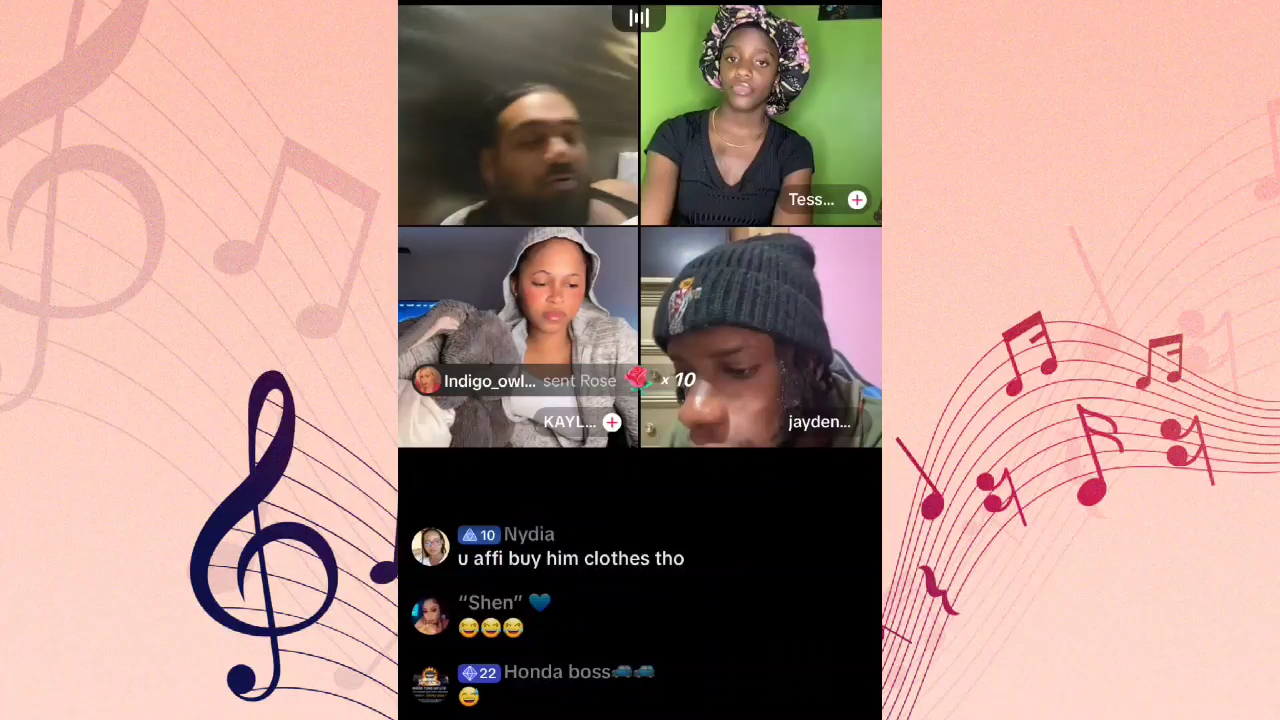 Tess...
Indigo_owl... sent Rose x 10
KAYL...
jayden...
10 Nydia
u affi buy him clothes tho
“Shen” 💙
😂😂😂
22 Honda boss🚙🚙
😅